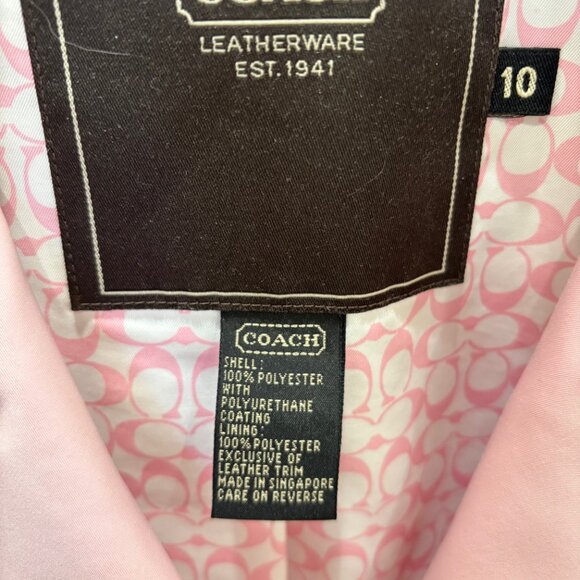 COACH
LEATHERWARE
EST. 1941
10
COACH
SHELL:
100% POLYESTER
WITH
POLYURETHANE
COATING
LINING:
100% POLYESTER
EXCLUSIVE OF
LEATHER TRIM
MADE IN SINGAPORE
CARE ON REVERSE